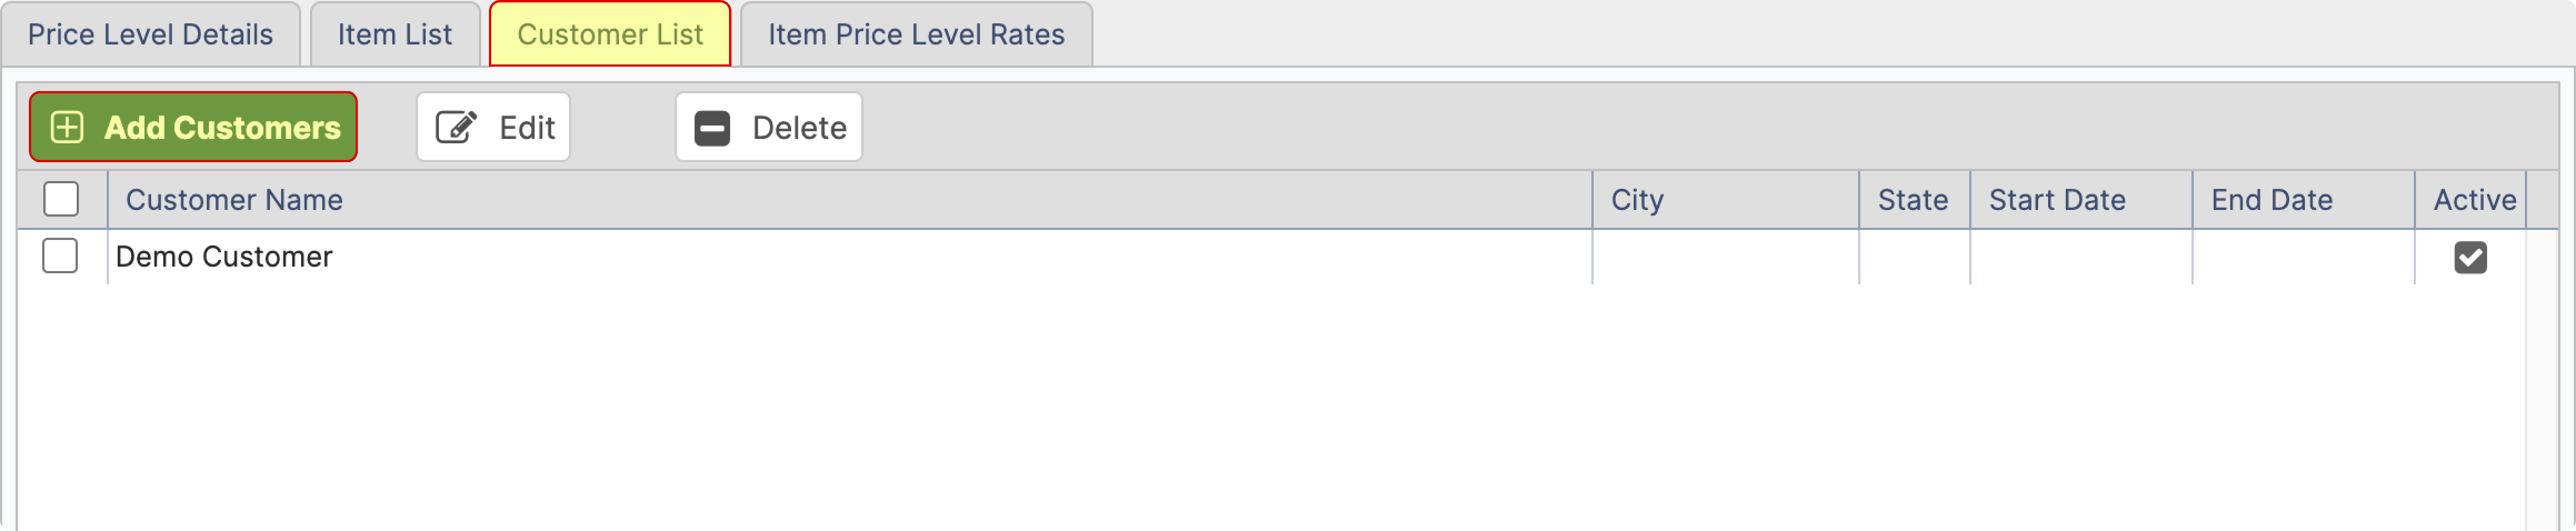 Price Level Details Item List Customer List Item Price Level Rates
Add Customers Edit Delete
Customer Name City State Start Date End Date Active
Demo Customer